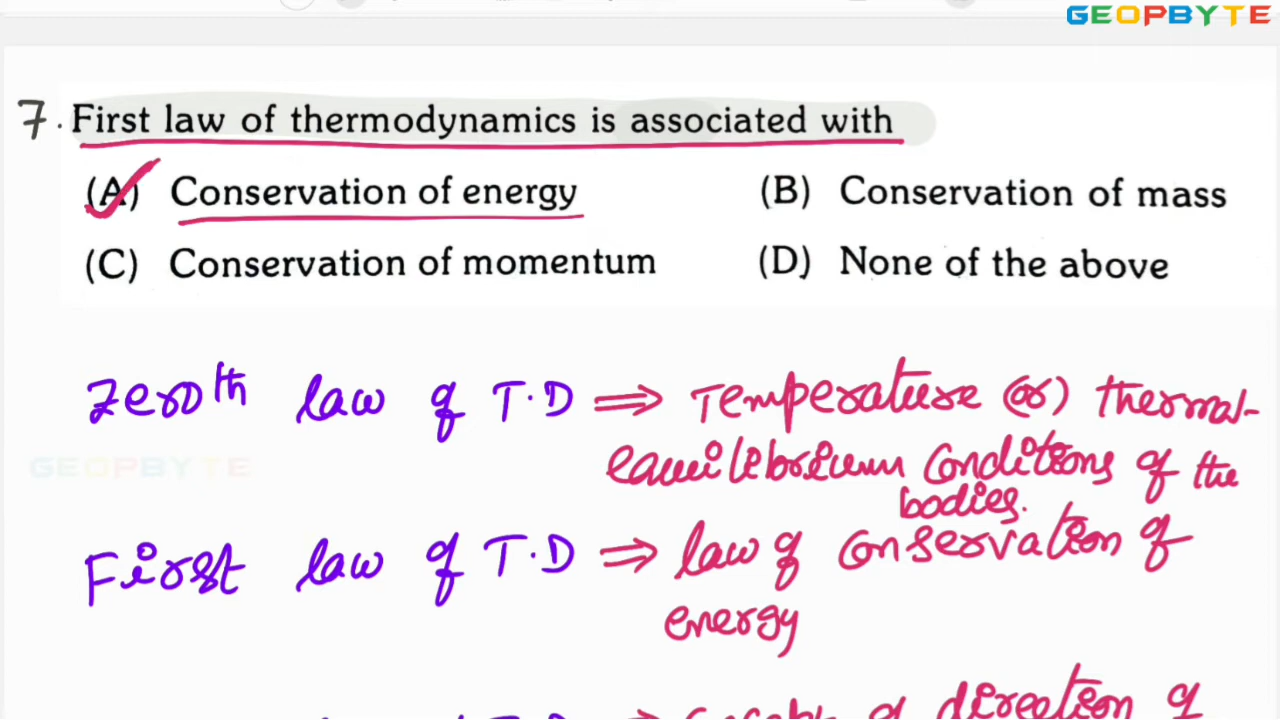 GEOPBYTE
7. First law of thermodynamics is associated with
(A) Conservation of energy (B) Conservation of mass
(C) Conservation of momentum (D) None of the above
Zeroth law of T.D ⇒ Temperature (or) thermal-
equilibrium conditions of the
bodies.
GEOPBYTE
First law of T.D ⇒ law of conservation of
energy
of direction of